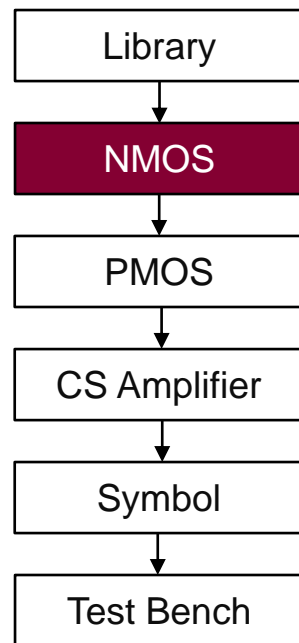 Library
NMOS
PMOS
CS Amplifier
Symbol
Test Bench